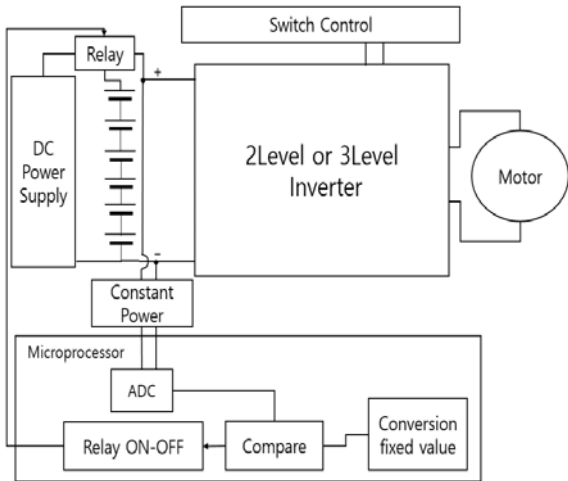 Switch Control
Relay
+
DC
Power
Supply
2Level or 3Level
Inverter
Motor
−
Constant
Power
Microprocessor
ADC
Relay ON-OFF
Compare
Conversion
fixed value